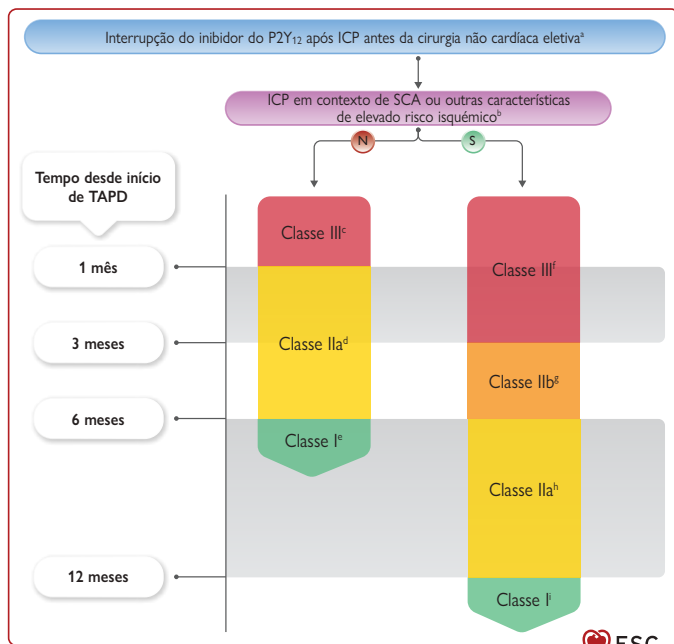 Interrupção do inibidor do P2Y₁₂ após ICP antes da cirurgia não cardíaca eletivaᵃ
ICP em contexto de SCA ou outras características
de elevado risco isquémicoᵇ
N
S
Tempo desde início
de TAPD
Classe IIIᶜ
1 mês
Classe IIIᶠ
3 meses
Classe IIaᵈ
Classe IIbᵍ
6 meses
Classe Iᵉ
Classe IIaʰ
12 meses
Classe Iⁱ
ESC